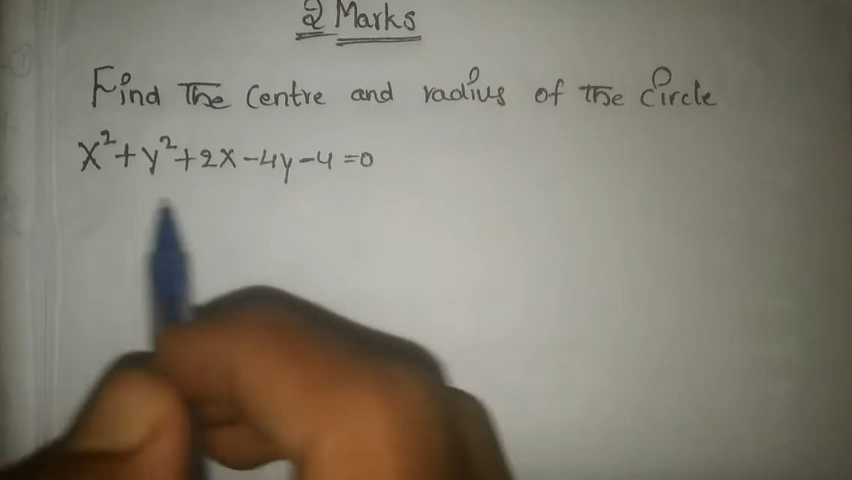 2 Marks
Find The Centre and radius of The Circle
x²+y²+2x-4y-4=0